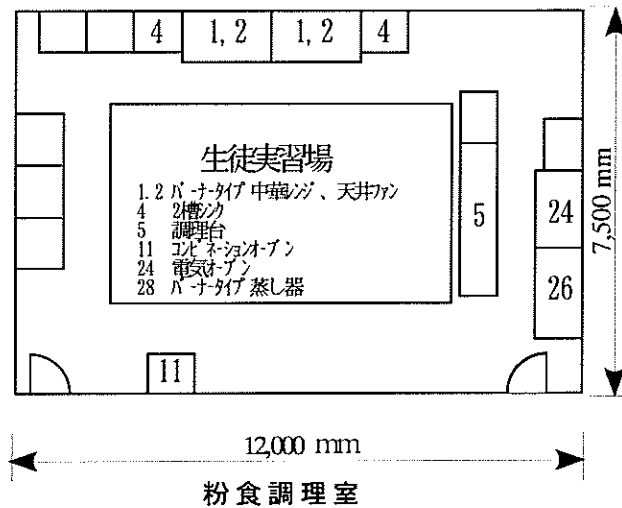 4
1, 2
1, 2
4
生徒実習場
1.2 バーナータイプ 中華レンジ 、天井ファン
4 2槽シンク
5 調理台
11 コンビネーションオーブン
24 電気オーブン
28 バーナータイプ 蒸し器
5
24
26
11
7,500 mm
12,000 mm
粉食調理室